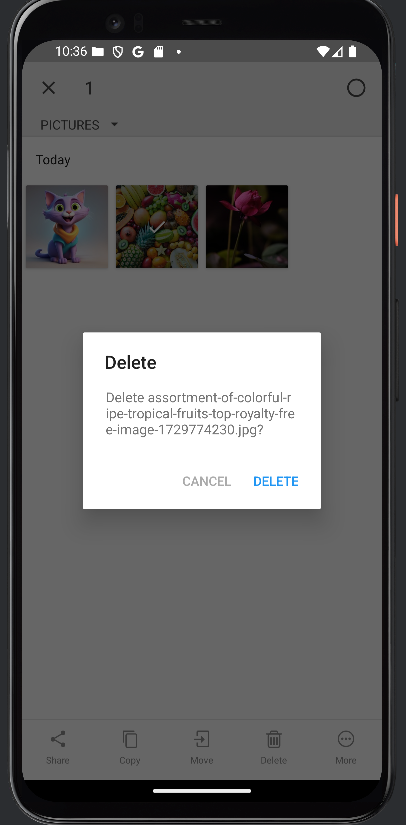 10:36
1
PICTURES
Today
Delete
Delete assortment-of-colorful-r
ipe-tropical-fruits-top-royalty-fre
e-image-1729774230.jpg?
CANCEL DELETE
Share Copy Move Delete More